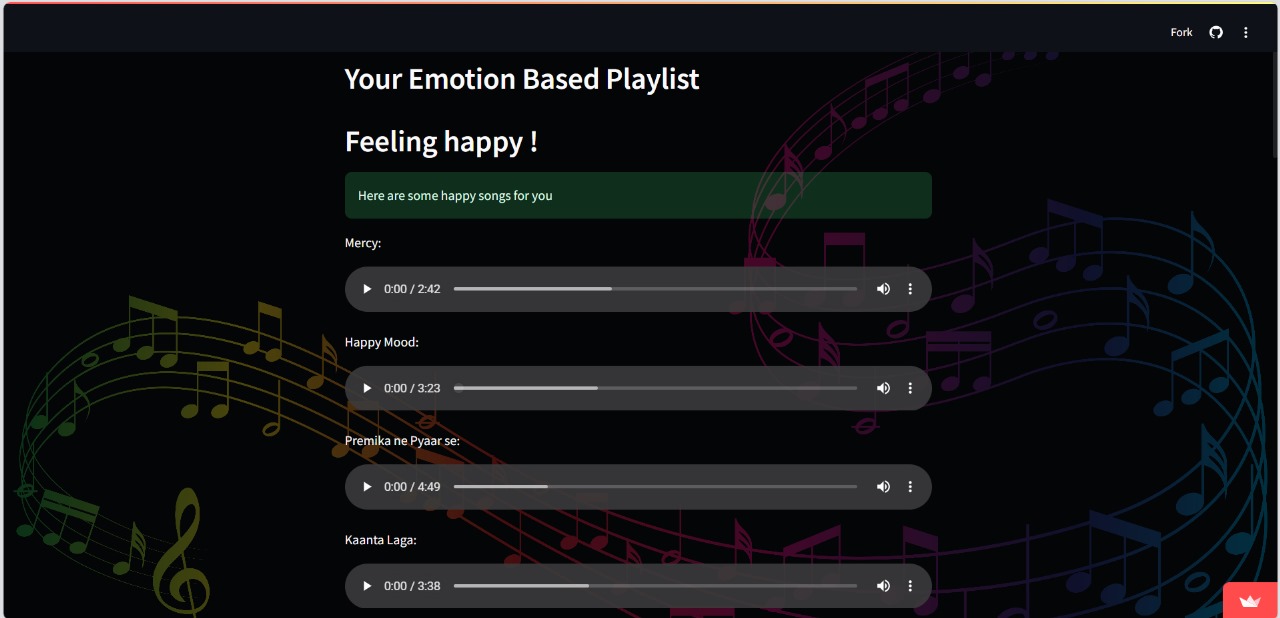 Fork
Your Emotion Based Playlist
Feeling happy !
Here are some happy songs for you
Mercy:
0:00 / 2:42
Happy Mood:
0:00 / 3:23
Premika ne Pyaar se:
0:00 / 4:49
Kaanta Laga:
0:00 / 3:38